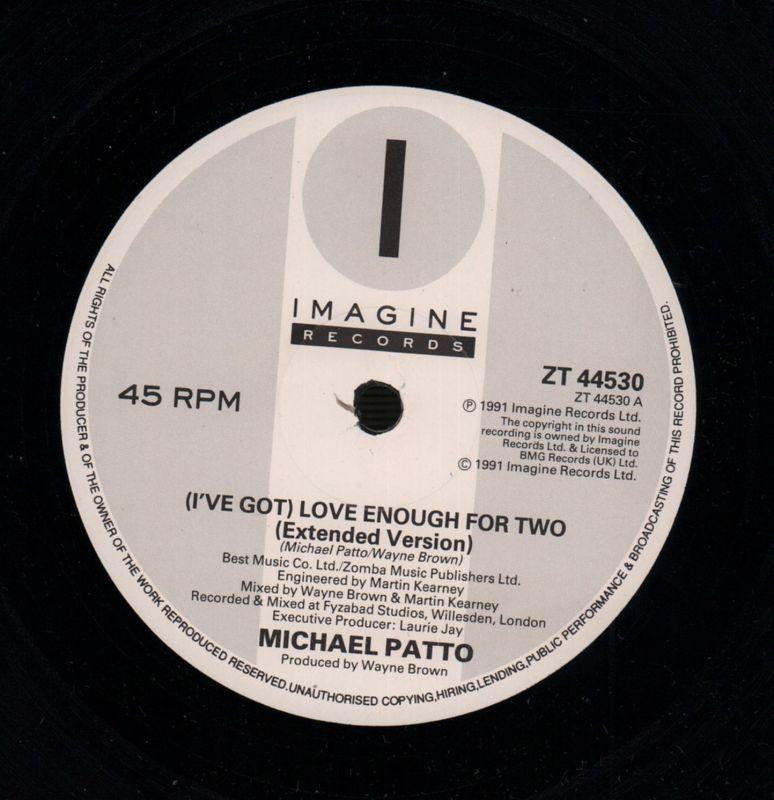 I
IMAGINE
RECORDS
45 RPM
ZT 44530
ZT 44530 A
℗ 1991 Imagine Records Ltd.
The copyright in this sound
recording is owned by Imagine
Records Ltd. & Licensed to
BMG Records (UK) Ltd.
© 1991 Imagine Records Ltd.
(I'VE GOT) LOVE ENOUGH FOR TWO
(Extended Version)
(Michael Patto/Wayne Brown)
Best Music Co. Ltd./Zomba Music Publishers Ltd.
Engineered by Martin Kearney
Mixed by Wayne Brown & Martin Kearney
Recorded & Mixed at Fyzabad Studios, Willesden, London
Executive Producer: Laurie Jay
MICHAEL PATTO
Produced by Wayne Brown
ALL RIGHTS OF THE PRODUCER & OF THE OWNER OF THE WORK REPRODUCED RESERVED.UNAUTHORISED COPYING,HIRING,LENDING,PUBLIC PERFORMANCE & BROADCASTING OF THIS RECORD PROHIBITED.